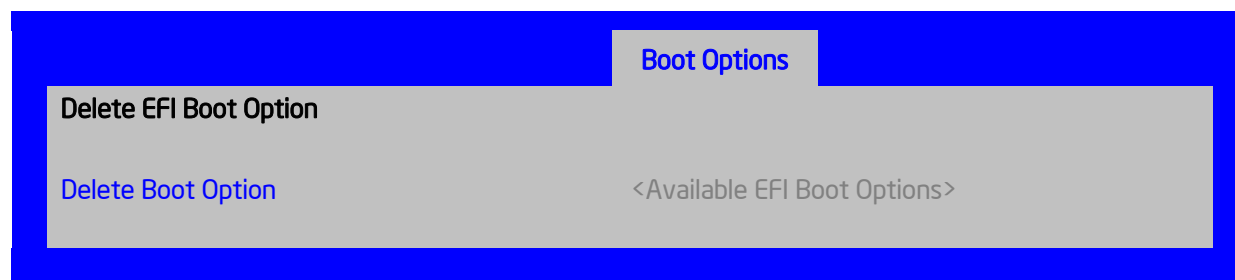 Boot Options
Delete EFI Boot Option
Delete Boot Option <Available EFI Boot Options>